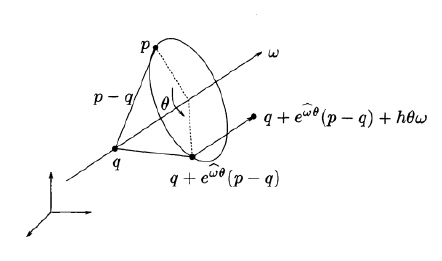 p
ω
p − q
θ
q + e^{ω̂θ}(p − q) + hθω
q
q + e^{ω̂θ}(p − q)